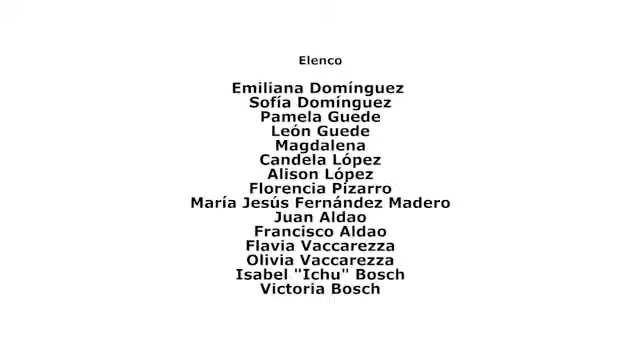 Elenco
Emiliana Domínguez
Sofía Domínguez
Pamela Guede
León Guede
Magdalena
Candela López
Alison López
Florencia Pizarro
María Jesús Fernández Madero
Juan Aldao
Francisco Aldao
Flavia Vaccarezza
Olivia Vaccarezza
Isabel "Ichu" Bosch
Victoria Bosch